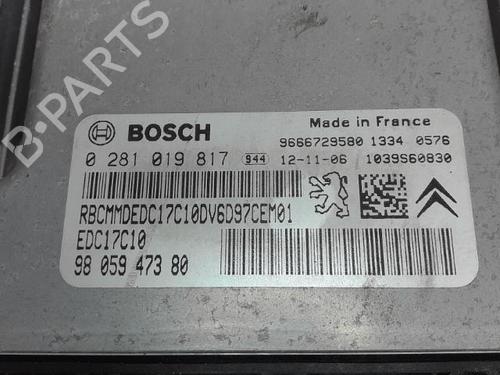 B-PARTS
BOSCH
Made in France
9666729580 1334 0576
0 281 019 817 944 12-11-06 1039S60830
RBCMMDEDC17C10DV6D97CEM01
EDC17C10
98 059 473 80